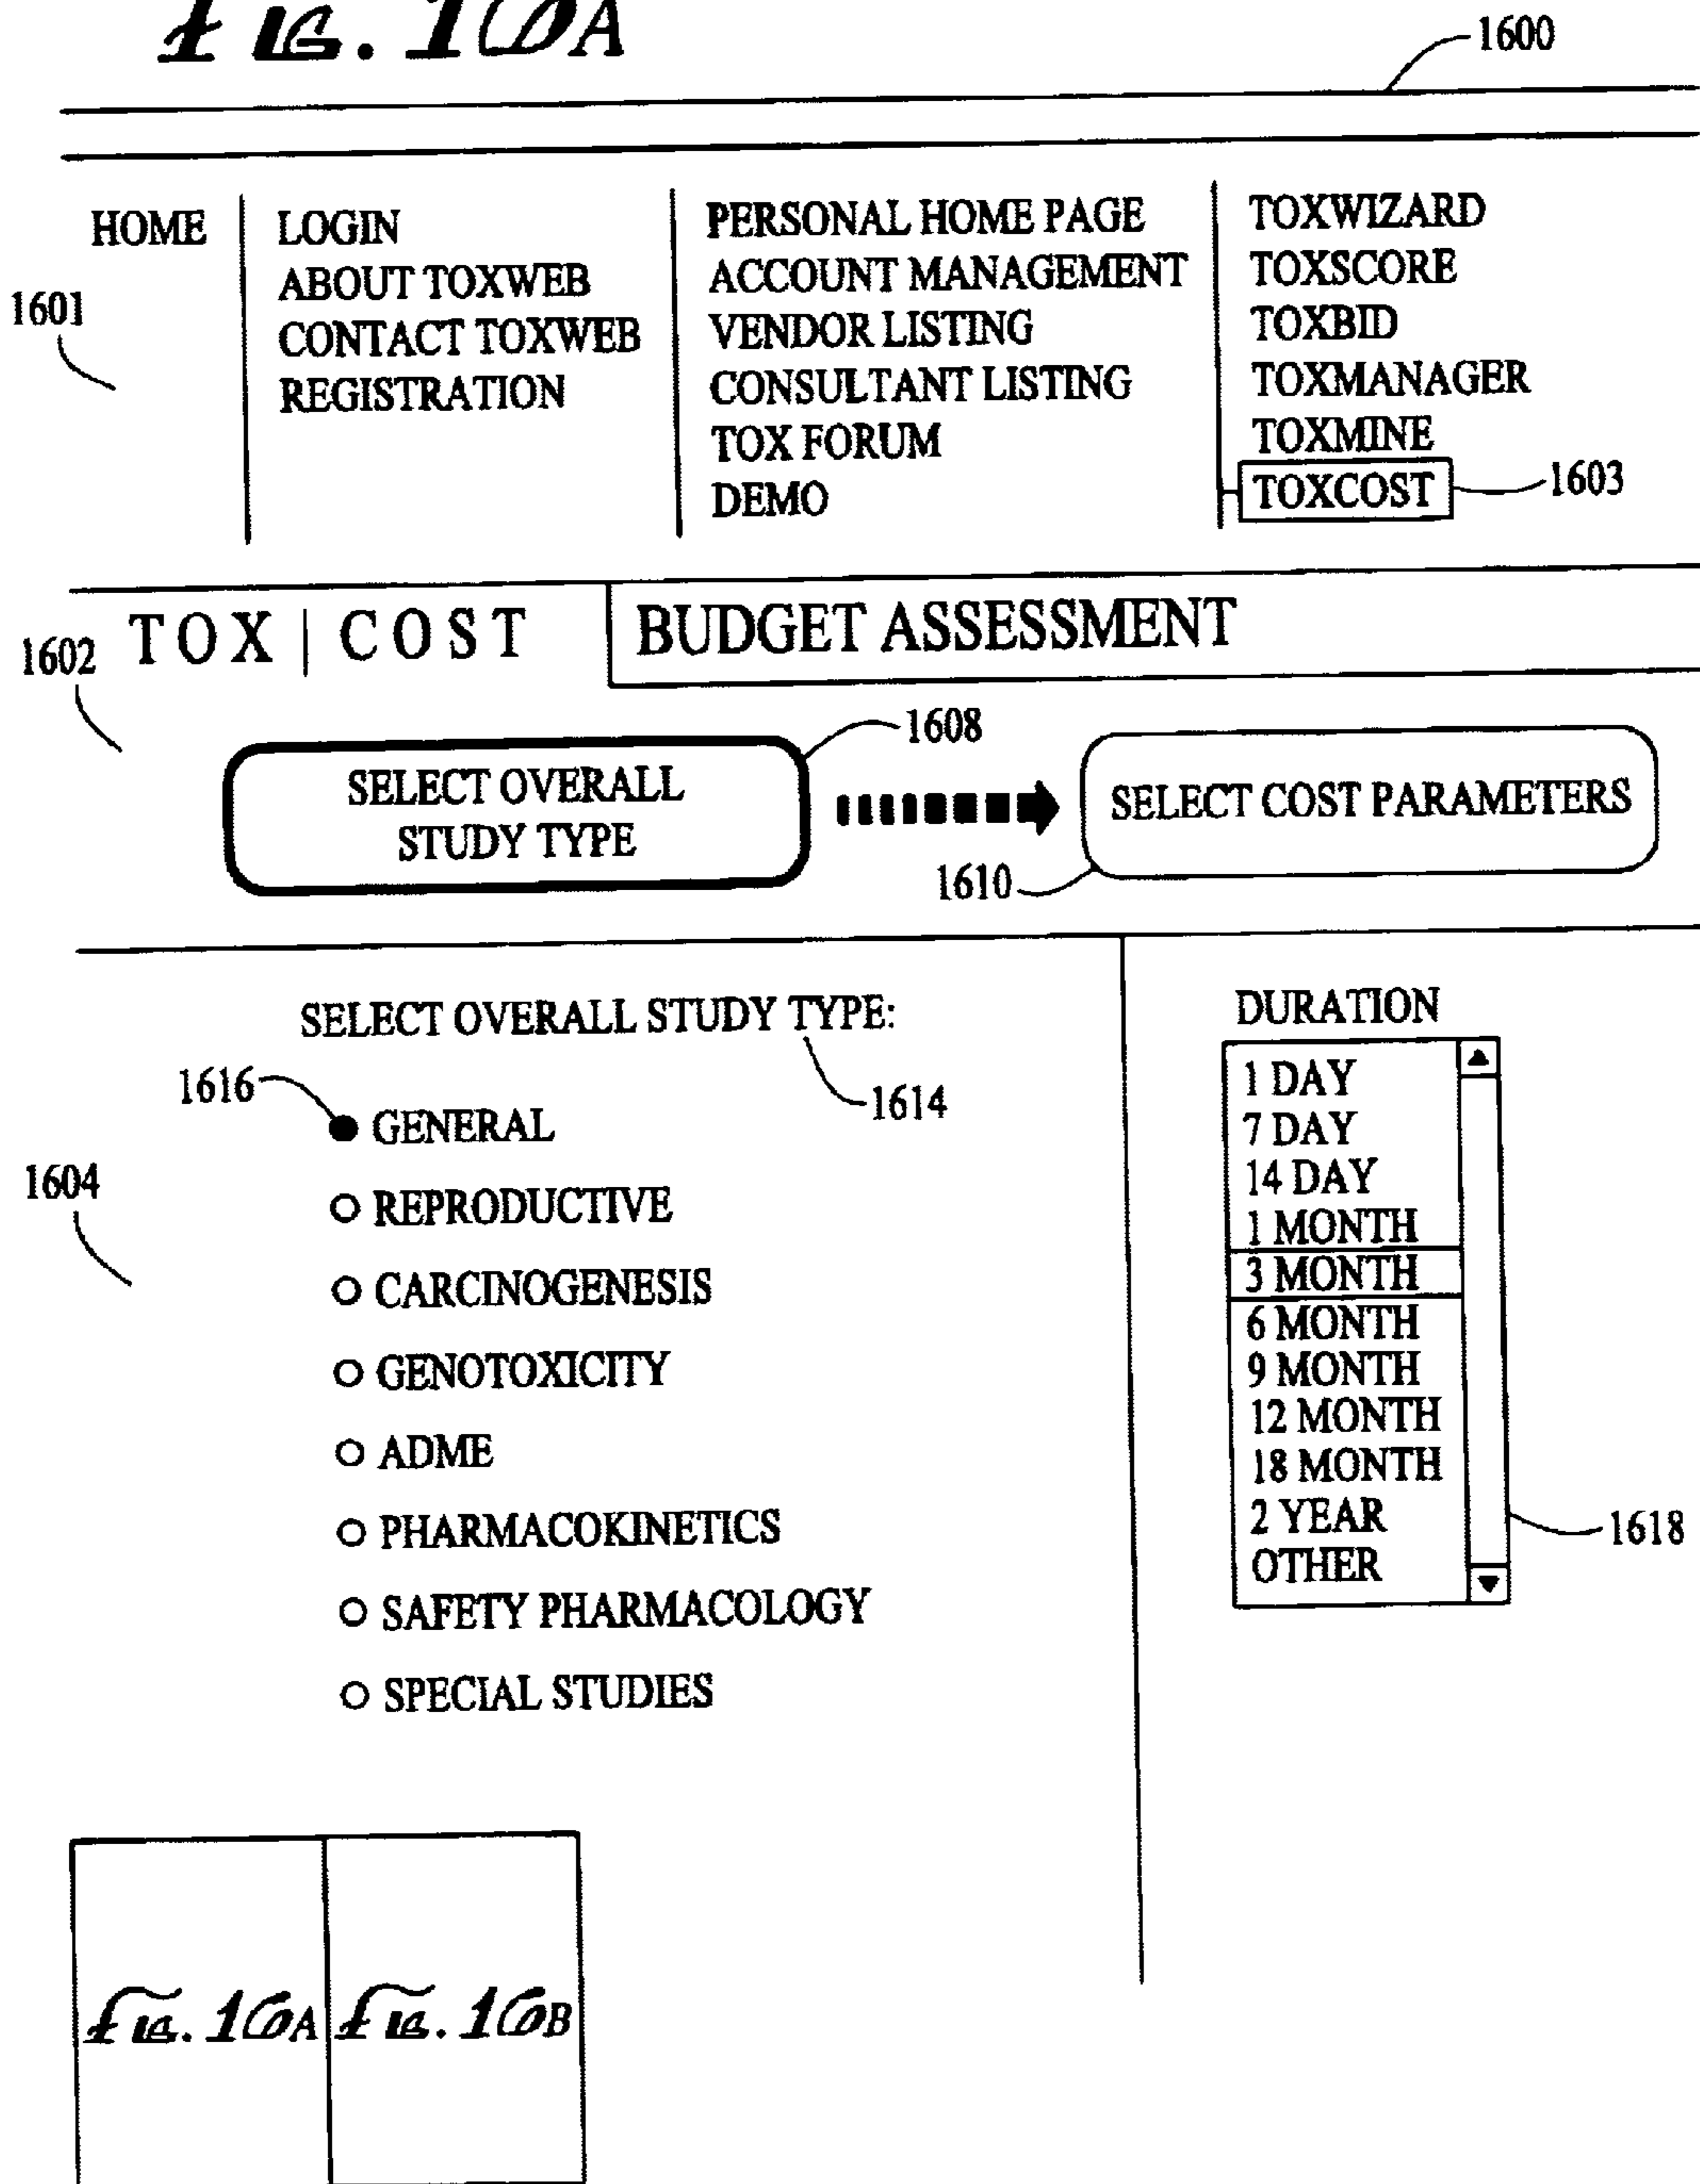 FIG. 16A
1600
HOME
LOGIN
ABOUT TOXWEB
CONTACT TOXWEB
REGISTRATION
PERSONAL HOME PAGE
ACCOUNT MANAGEMENT
VENDOR LISTING
CONSULTANT LISTING
TOX FORUM
DEMO
TOXWIZARD
TOXSCORE
TOXBID
TOXMANAGER
TOXMINE
TOXCOST
1603
1601
TOX | COST
BUDGET ASSESSMENT
1602
1608
SELECT OVERALL
STUDY TYPE
SELECT COST PARAMETERS
1610
SELECT OVERALL STUDY TYPE:
1614
1616
GENERAL
REPRODUCTIVE
CARCINOGENESIS
GENOTOXICITY
ADME
PHARMACOKINETICS
SAFETY PHARMACOLOGY
SPECIAL STUDIES
1604
DURATION
1 DAY
7 DAY
14 DAY
1 MONTH
3 MONTH
6 MONTH
9 MONTH
12 MONTH
18 MONTH
2 YEAR
OTHER
1618
FIG. 16A
FIG. 16B